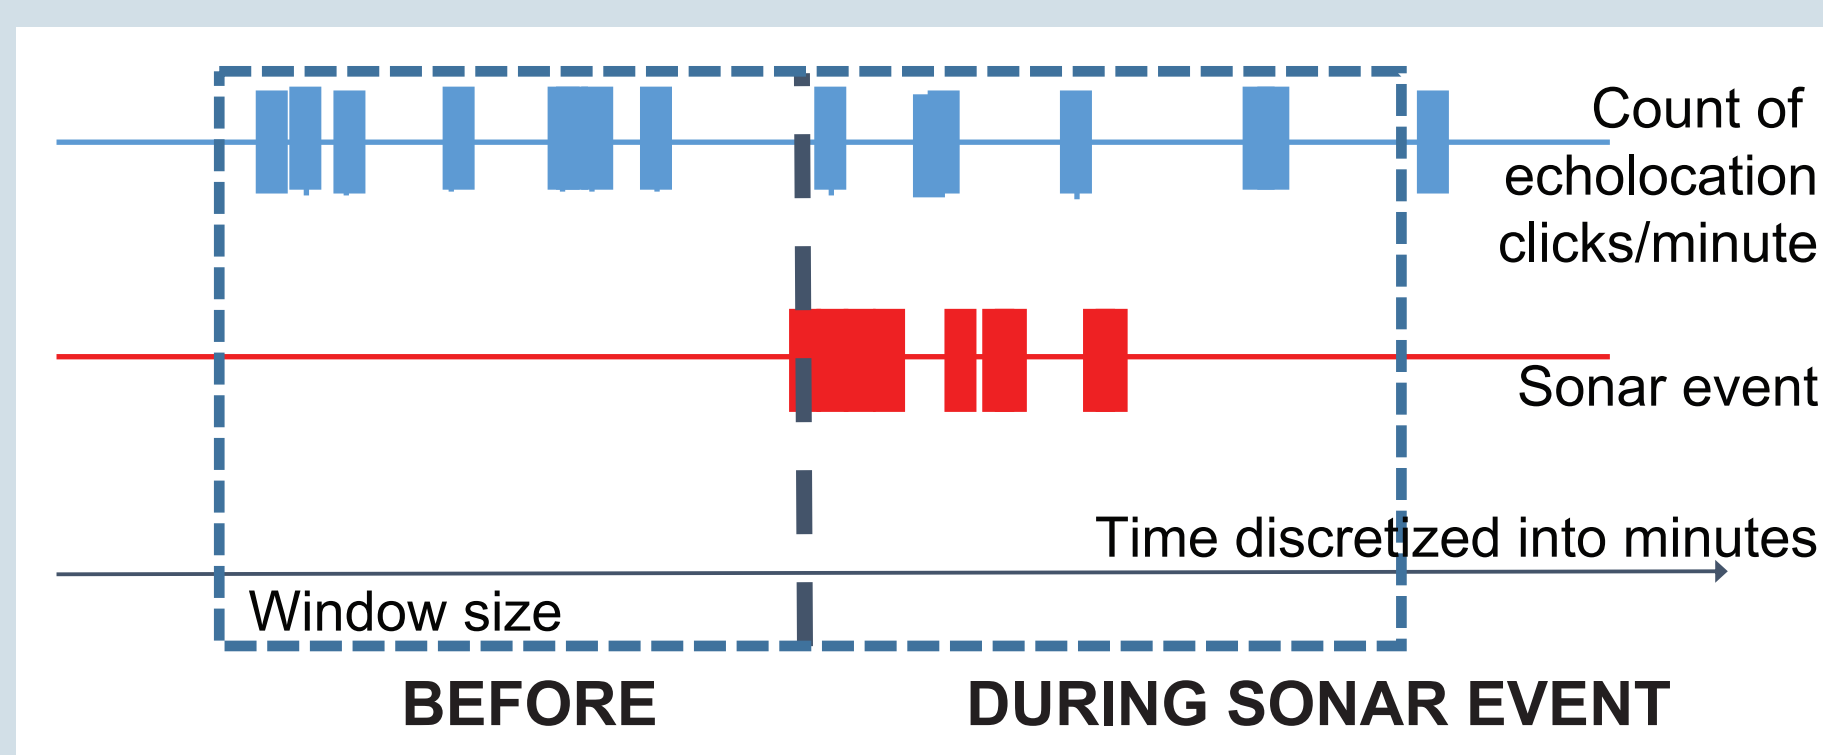 Count of
echolocation
clicks/minute
Sonar event
Time discretized into minutes
Window size
BEFORE
DURING SONAR EVENT